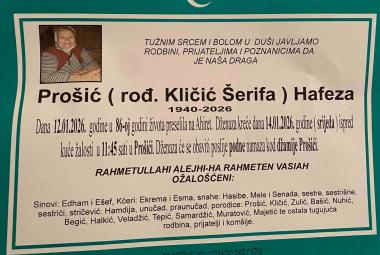 TUŽNIM SRCEM I BOLOM U DUŠI JAVLJAMO
RODBINI, PRIJATELJIMA I POZNANICIMA DA
JE NAŠA DRAGA
Prošić ( rođ. Kličić Šerifa ) Hafeza
1940-2026
Dana 12.01.2026. godine u 86-oj godini života preselila na Ahiret. Dženaza kreće dana 14.01.2026. godine ( srijeda ) ispred
kuće žalosti u 11:45 sati u Prošići. Dženaza će se obaviti poslije podne namaza kod džamije Prošići.
RAHMETULLAHI ALEJHI-HA RAHMETEN VASIAH
OŽALOŠĆENI:
Sinovi: Edham i Ešef, Kćeri: Ekrema i Esma, snahe: Hasibe, Mele i Senada, sestre, sestrišne,
sestrići, stričević: Hamdija, unučad, praunučad, porodice: Prošić, Kličić, Zulić, Bašić, Nuhić,
Begić, Halkić, Veladžić, Tepić, Samardžić, Muratović, Majetić te ostala tugujuća
rodbina, prijatelji i komšije.